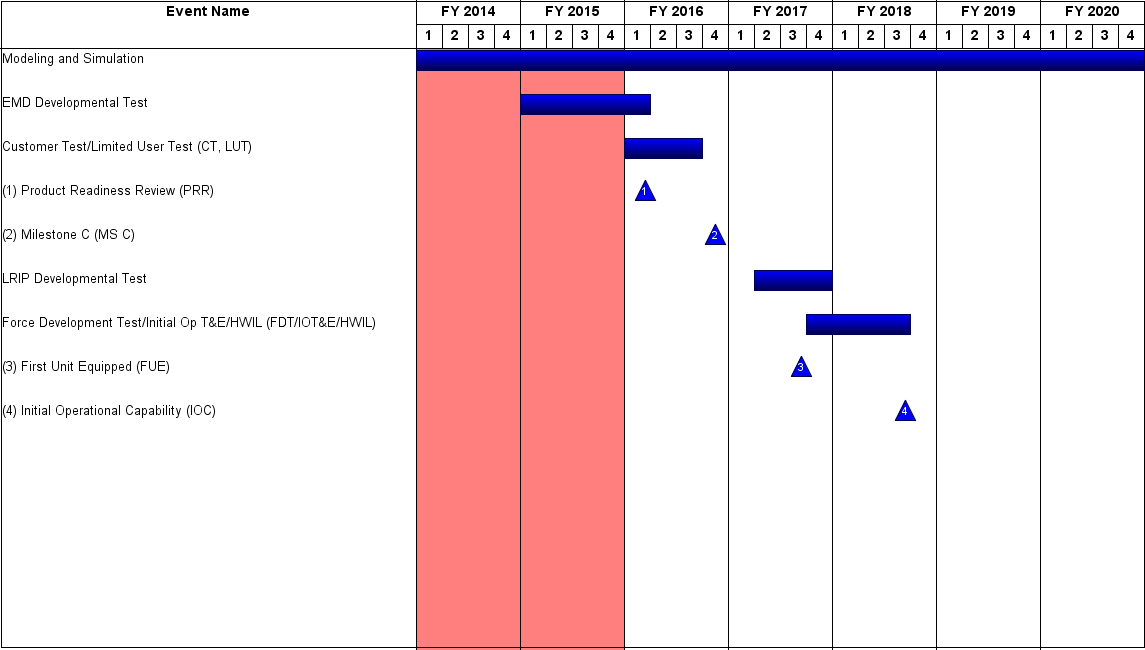 Event Name FY 2014 FY 2015 FY 2016 FY 2017 FY 2018 FY 2019 FY 2020
1 2 3 4 1 2 3 4 1 2 3 4 1 2 3 4 1 2 3 4 1 2 3 4 1 2 3 4
Modeling and Simulation
EMD Developmental Test
Customer Test/Limited User Test (CT, LUT)
(1) Product Readiness Review (PRR) 1
(2) Milestone C (MS C) 2
LRIP Developmental Test
Force Development Test/Initial Op T&E/HWIL (FDT/IOT&E/HWIL)
(3) First Unit Equipped (FUE) 3
(4) Initial Operational Capability (IOC) 4